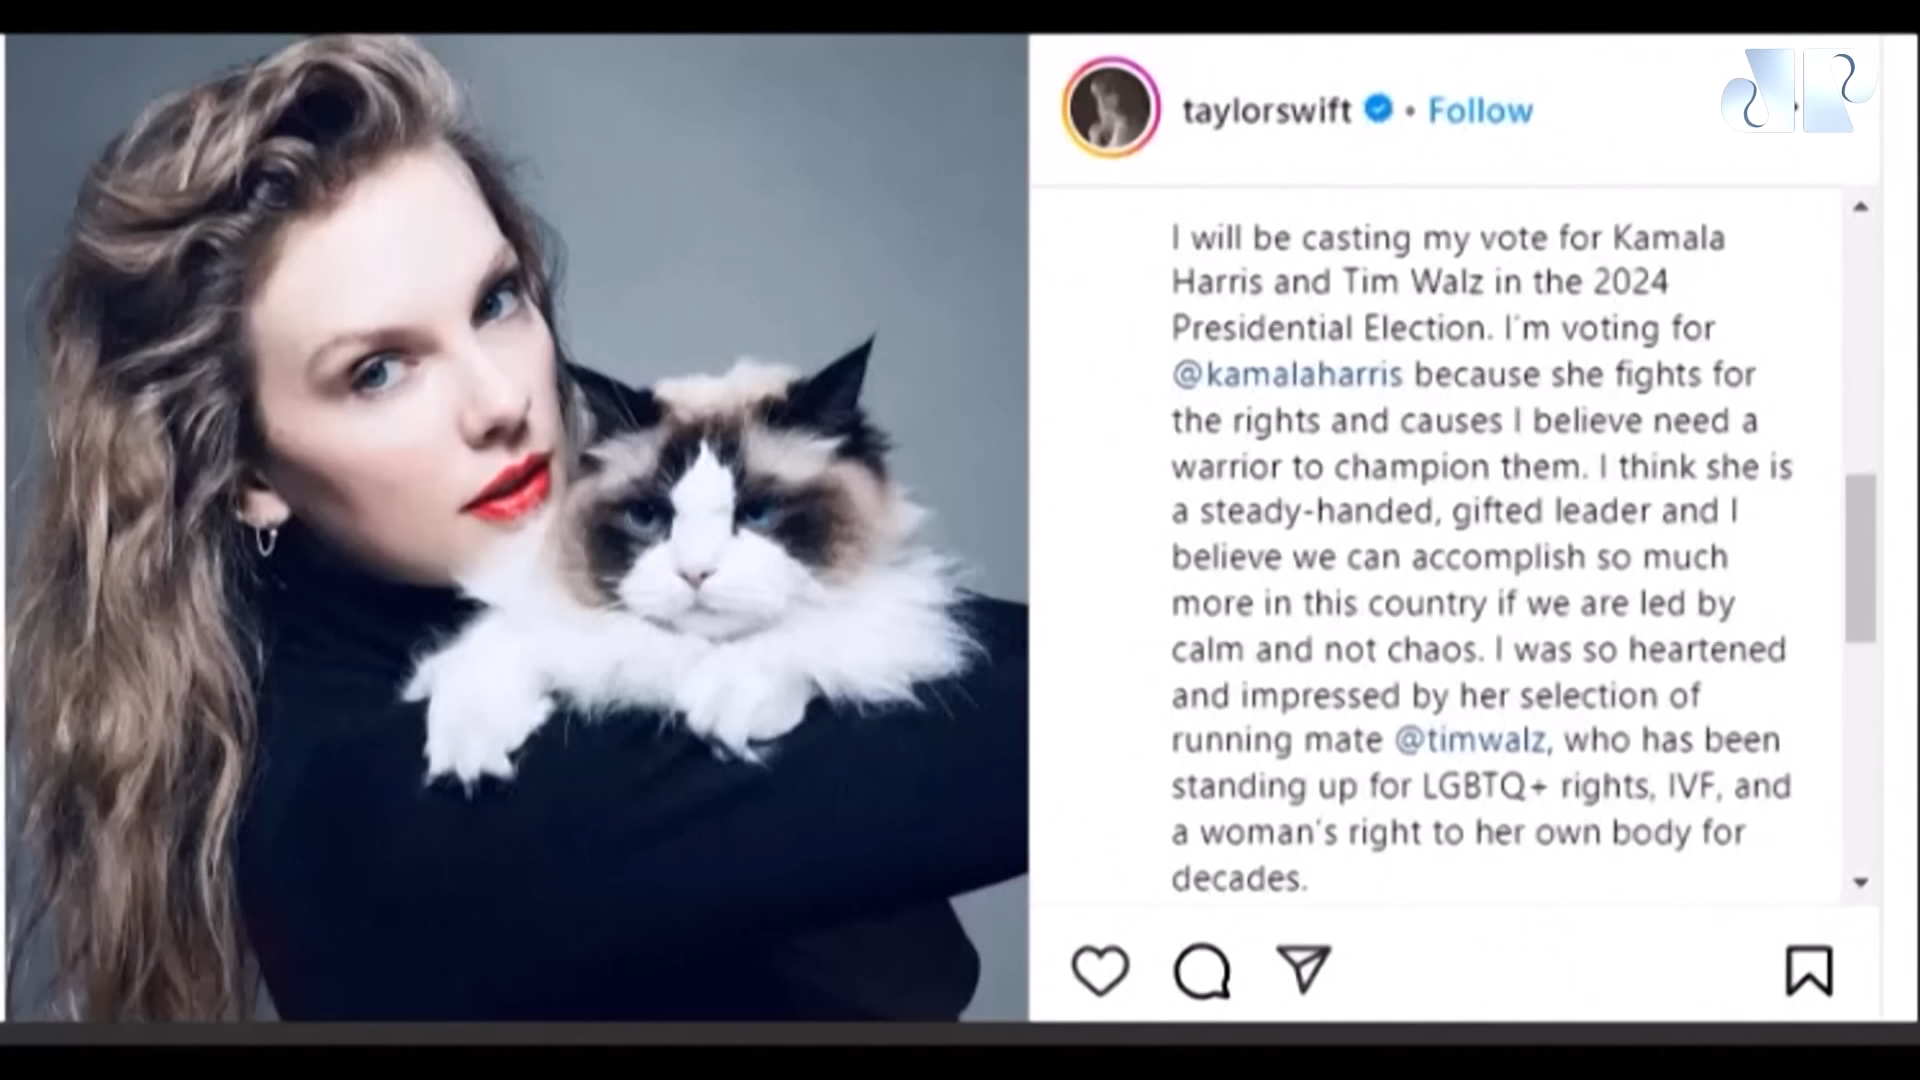 taylorswift • Follow
I will be casting my vote for Kamala
Harris and Tim Walz in the 2024
Presidential Election. I´m voting for
@kamalaharris because she fights for
the rights and causes I believe need a
warrior to champion them. I think she is
a steady-handed, gifted leader and I
believe we can accomplish so much
more in this country if we are led by
calm and not chaos. I was so heartened
and impressed by her selection of
running mate @timwalz, who has been
standing up for LGBTQ+ rights, IVF, and
a woman´s right to her own body for
decades.